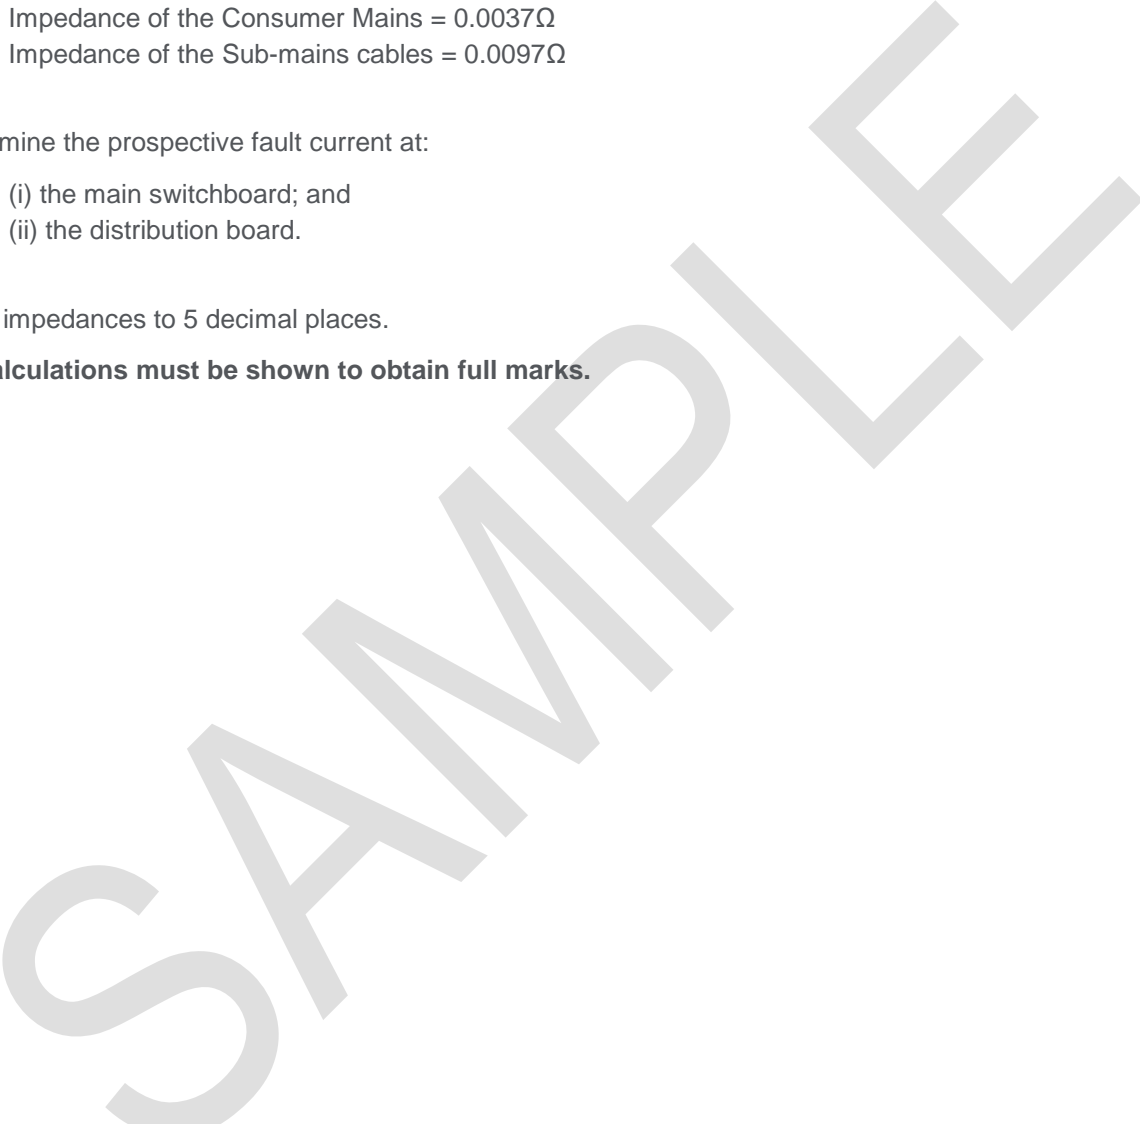 Impedance of the Consumer Mains = 0.0037Ω
Impedance of the Sub-mains cables = 0.0097Ω
mine the prospective fault current at:
(i) the main switchboard; and
(ii) the distribution board.
impedances to 5 decimal places.
alculations must be shown to obtain full marks.
SAMPLE